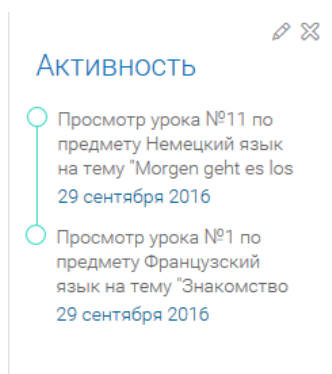 Активность
Просмотр урока №11 по
предмету Немецкий язык
на тему "Morgen geht es los
29 сентября 2016
Просмотр урока №1 по
предмету Французский
язык на тему "Знакомство
29 сентября 2016